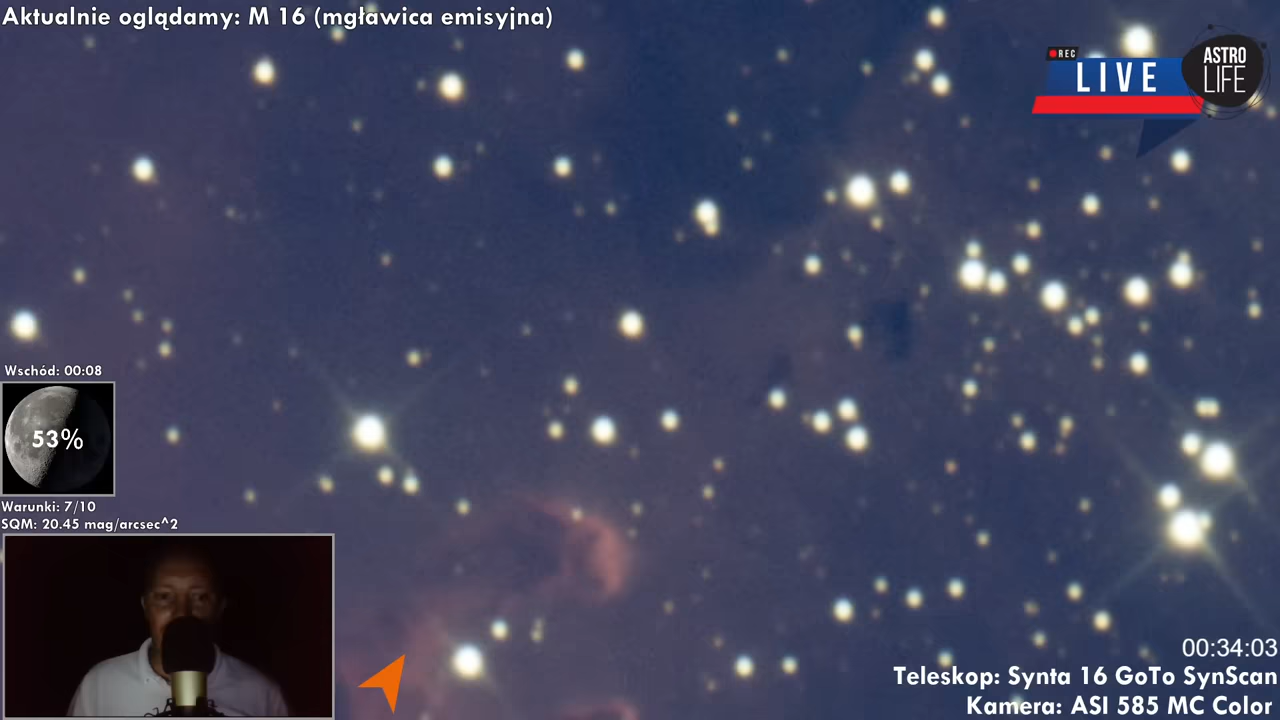 Aktualnie oglądamy: M 16 (mgławica emisyjna)
REC
LIVE
ASTRO
LIFE
Wschód: 00:08
53%
Warunki: 7/10
SQM: 20.45 mag/arcsec^2
00:34:03
Teleskop: Synta 16 GoTo SynScan
Kamera: ASI 585 MC Color